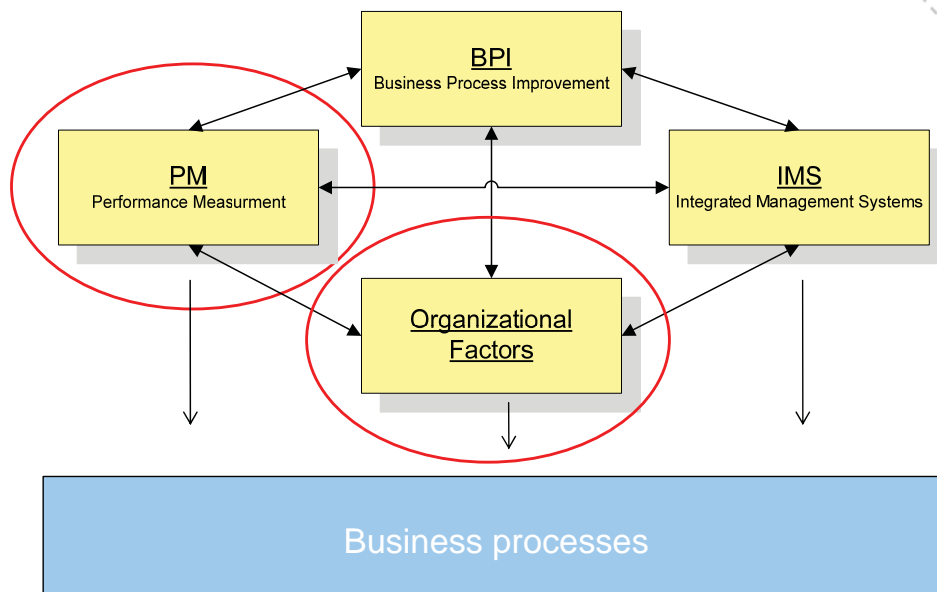 BPI
Business Process Improvement
PM
Performance Measurment
IMS
Integrated Management Systems
Organizational
Factors
Business processes